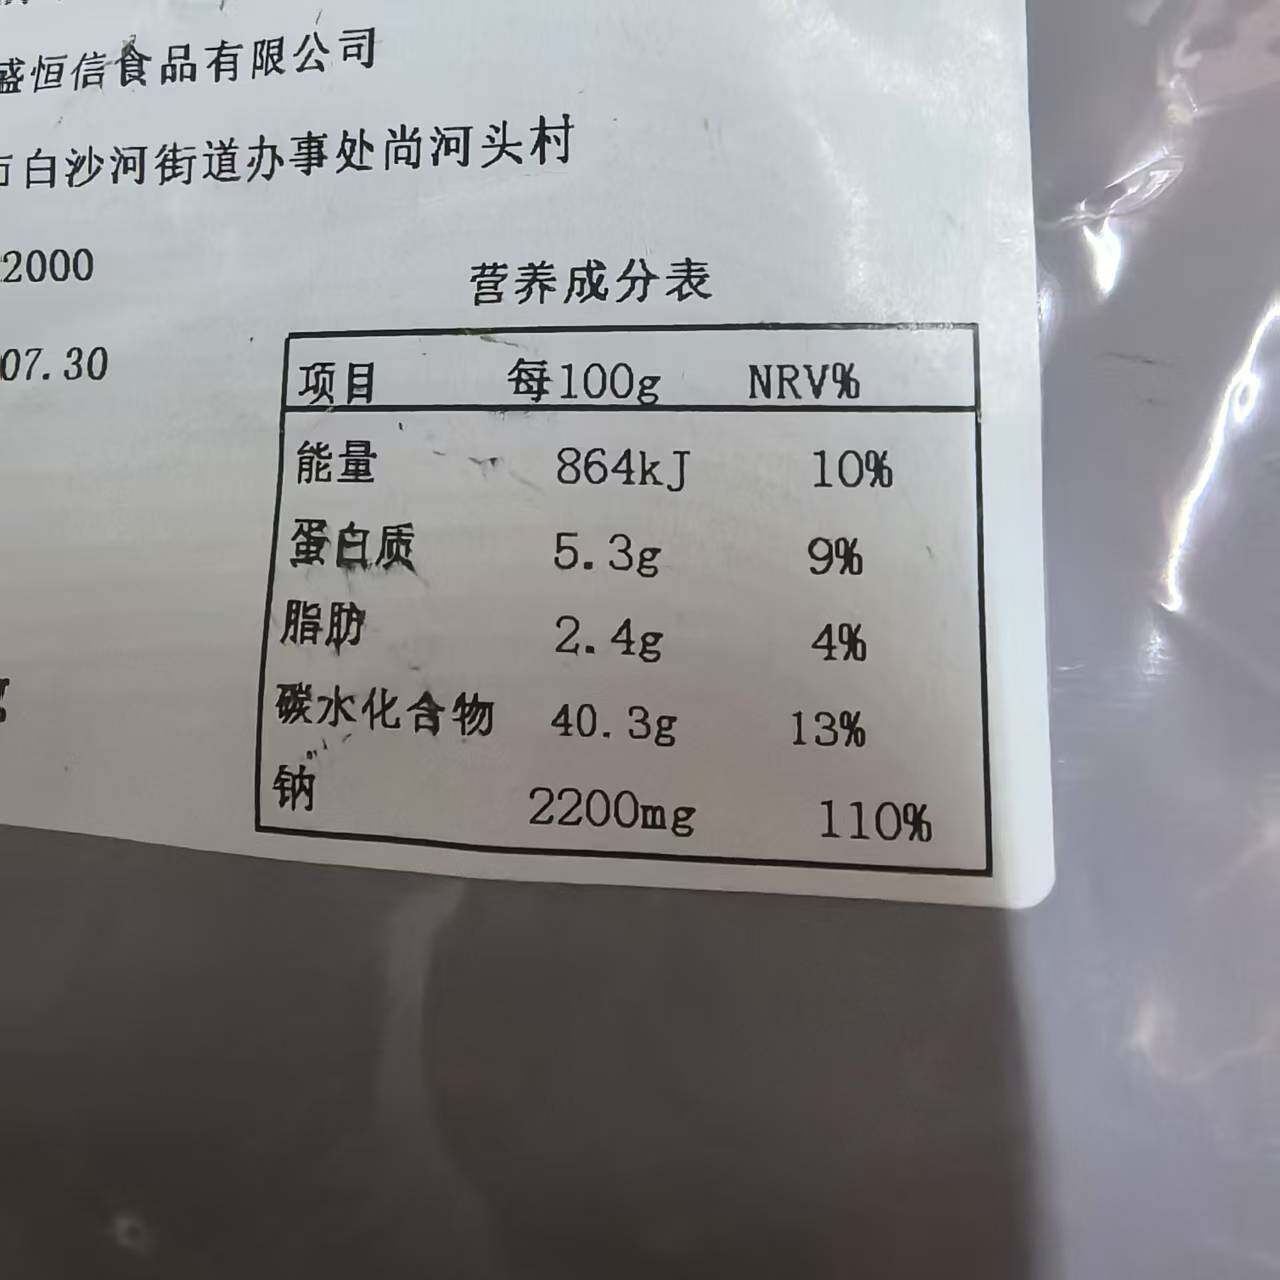 盛恒信食品有限公司
市白沙河街道办事处尚河头村
2000
07.30
营养成分表
项目 每100g NRV%
能量 864kJ 10%
蛋白质 5.3g 9%
脂肪 2.4g 4%
碳水化合物 40.3g 13%
钠 2200mg 110%
g